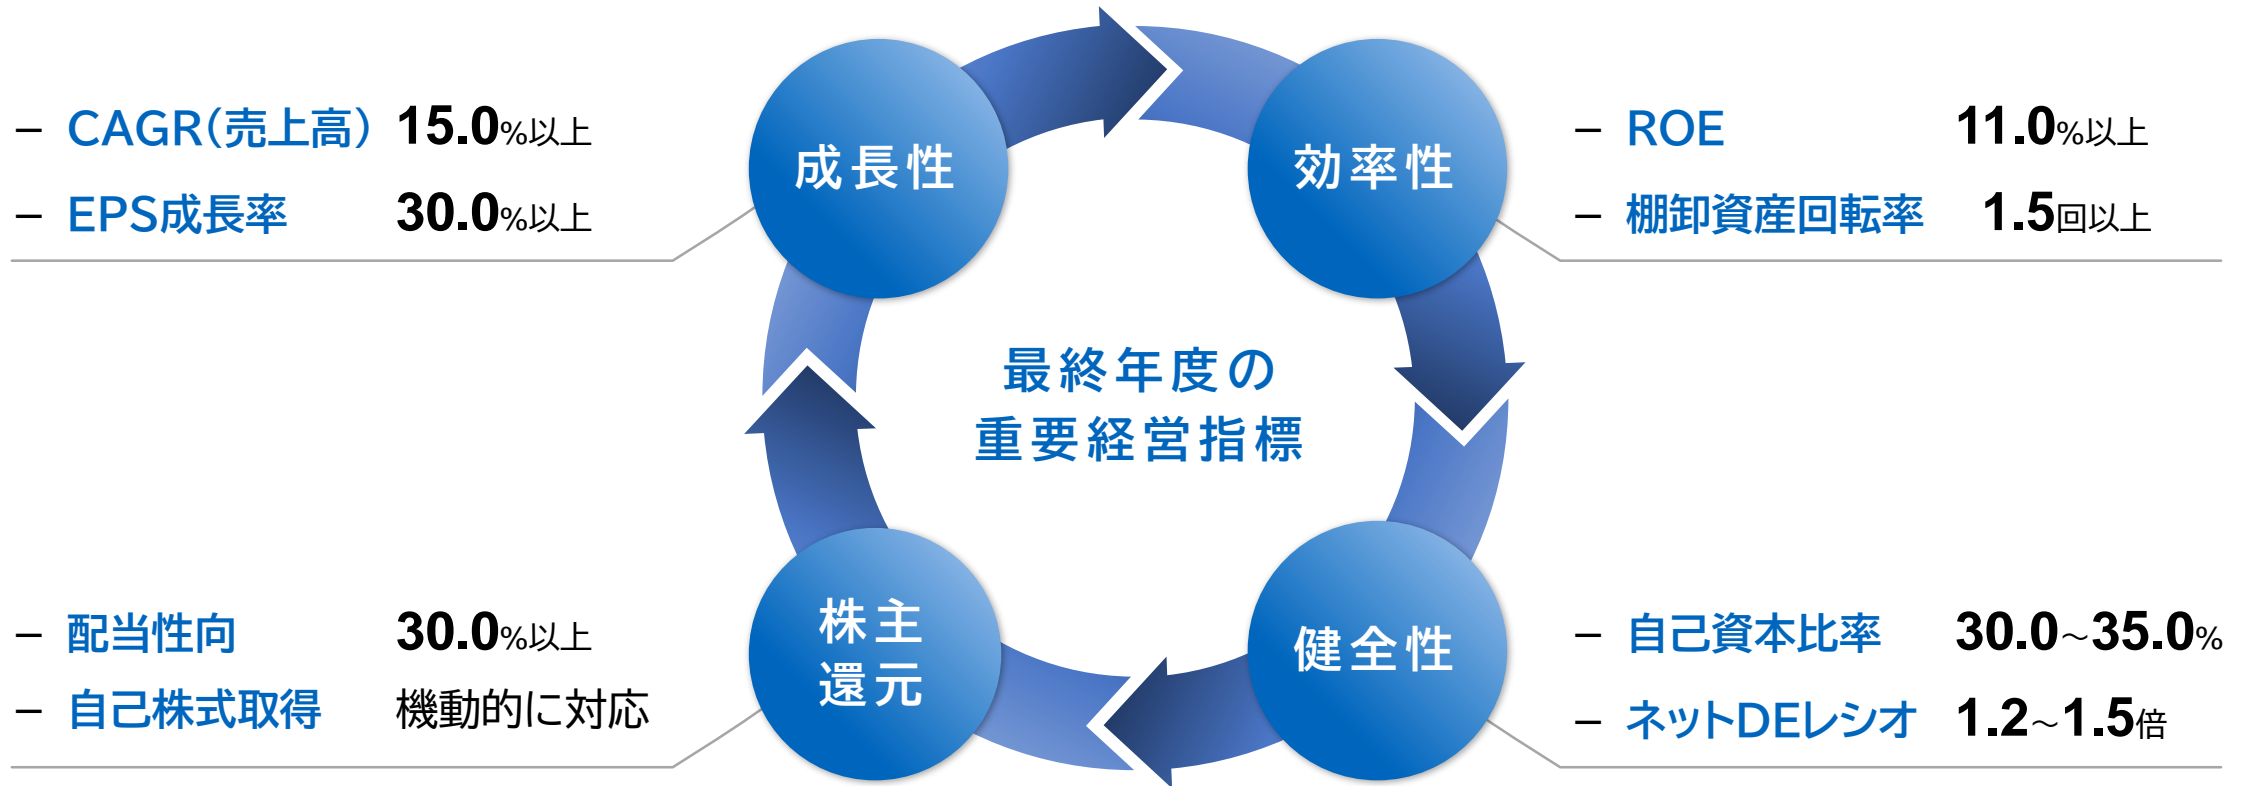 – CAGR(売上高) 15.0%以上
– EPS成長率 30.0%以上
成長性
効率性
– ROE 11.0%以上
– 棚卸資産回転率 1.5回以上
最終年度の
重要経営指標
– 配当性向 30.0%以上
– 自己株式取得 機動的に対応
株主
還元
健全性
– 自己資本比率 30.0～35.0%
– ネットDEレシオ 1.2～1.5倍